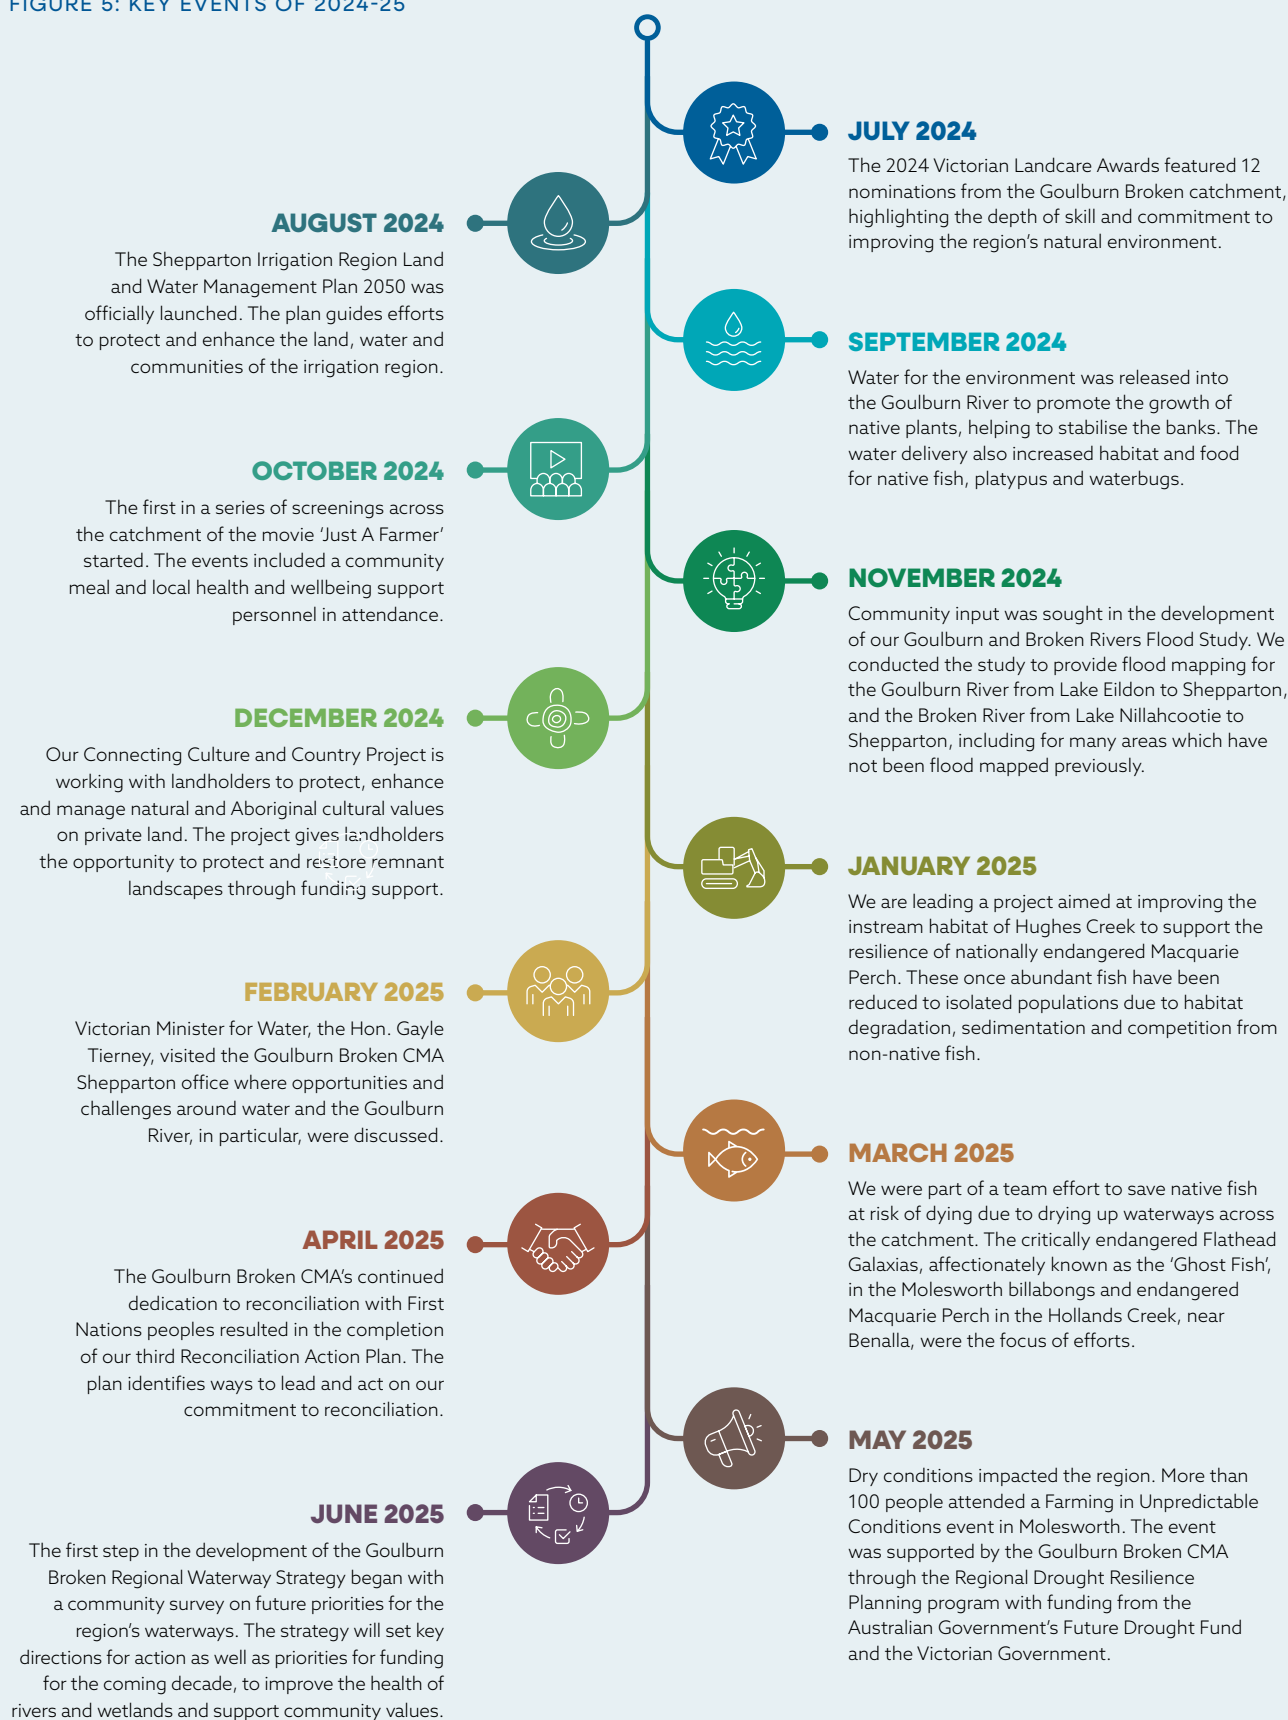 FIGURE 5: KEY EVENTS OF 2024-25
JULY 2024
The 2024 Victorian Landcare Awards featured 12
nominations from the Goulburn Broken catchment,
highlighting the depth of skill and commitment to
improving the region's natural environment.
AUGUST 2024
The Shepparton Irrigation Region Land
and Water Management Plan 2050 was
officially launched. The plan guides efforts
to protect and enhance the land, water and
communities of the irrigation region.
SEPTEMBER 2024
Water for the environment was released into
the Goulburn River to promote the growth of
native plants, helping to stabilise the banks. The
water delivery also increased habitat and food
for native fish, platypus and waterbugs.
OCTOBER 2024
The first in a series of screenings across
the catchment of the movie 'Just A Farmer'
started. The events included a community
meal and local health and wellbeing support
personnel in attendance.
NOVEMBER 2024
Community input was sought in the development
of our Goulburn and Broken Rivers Flood Study. We
conducted the study to provide flood mapping for
the Goulburn River from Lake Eildon to Shepparton,
and the Broken River from Lake Nillahcootie to
Shepparton, including for many areas which have
not been flood mapped previously.
DECEMBER 2024
Our Connecting Culture and Country Project is
working with landholders to protect, enhance
and manage natural and Aboriginal cultural values
on private land. The project gives landholders
the opportunity to protect and restore remnant
landscapes through funding support.
JANUARY 2025
We are leading a project aimed at improving the
instream habitat of Hughes Creek to support the
resilience of nationally endangered Macquarie
Perch. These once abundant fish have been
reduced to isolated populations due to habitat
degradation, sedimentation and competition from
non-native fish.
FEBRUARY 2025
Victorian Minister for Water, the Hon. Gayle
Tierney, visited the Goulburn Broken CMA
Shepparton office where opportunities and
challenges around water and the Goulburn
River, in particular, were discussed.
MARCH 2025
We were part of a team effort to save native fish
at risk of dying due to drying up waterways across
the catchment. The critically endangered Flathead
Galaxias, affectionately known as the 'Ghost Fish',
in the Molesworth billabongs and endangered
Macquarie Perch in the Hollands Creek, near
Benalla, were the focus of efforts.
APRIL 2025
The Goulburn Broken CMA's continued
dedication to reconciliation with First
Nations peoples resulted in the completion
of our third Reconciliation Action Plan. The
plan identifies ways to lead and act on our
commitment to reconciliation.
MAY 2025
Dry conditions impacted the region. More than
100 people attended a Farming in Unpredictable
Conditions event in Molesworth. The event
was supported by the Goulburn Broken CMA
through the Regional Drought Resilience
Planning program with funding from the
Australian Government's Future Drought Fund
and the Victorian Government.
JUNE 2025
The first step in the development of the Goulburn
Broken Regional Waterway Strategy began with
a community survey on future priorities for the
region's waterways. The strategy will set key
directions for action as well as priorities for funding
for the coming decade, to improve the health of
rivers and wetlands and support community values.